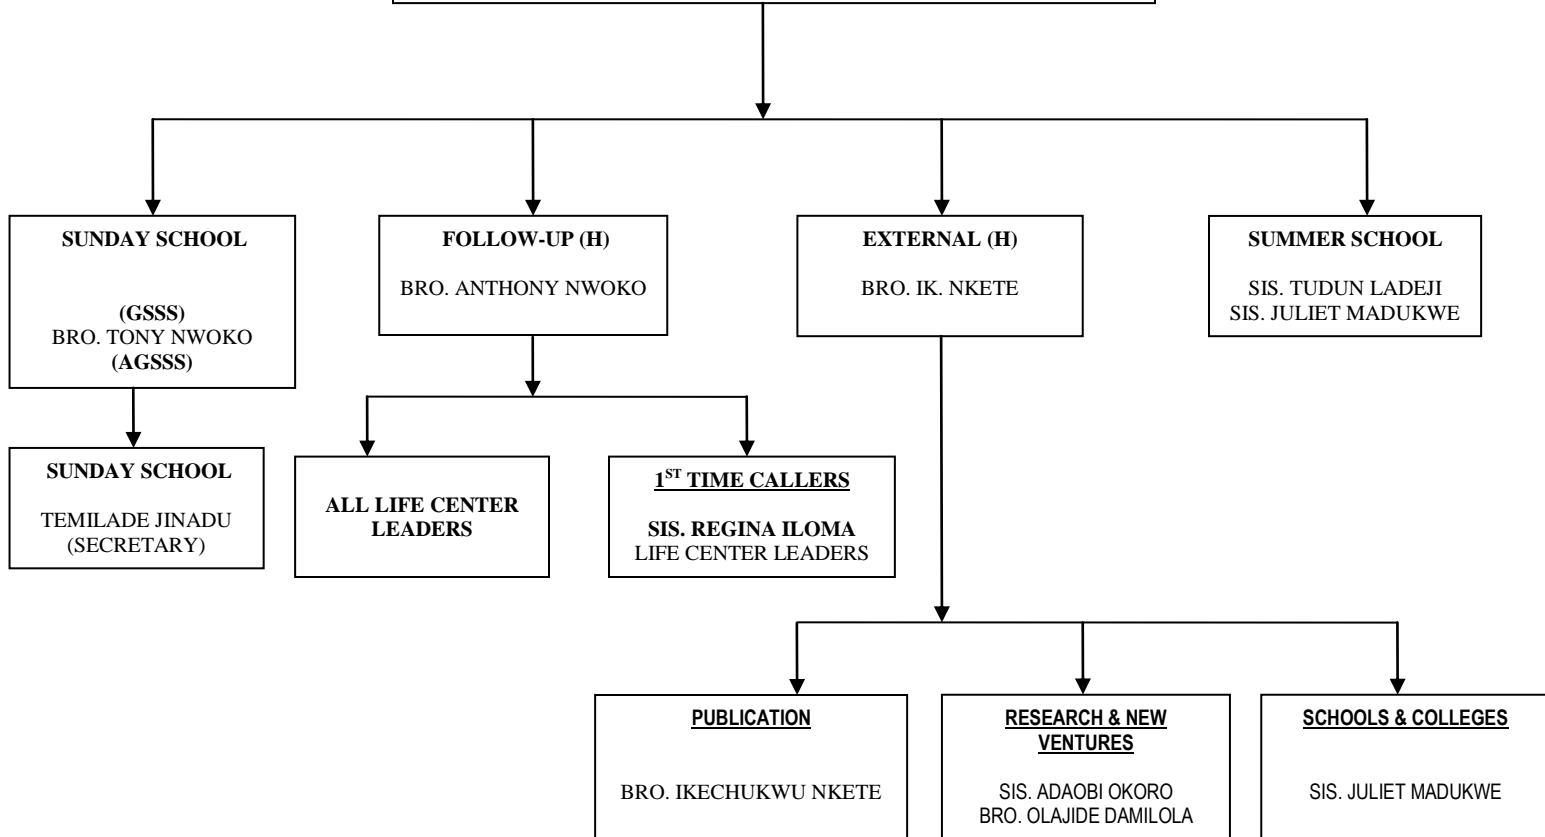 SUNDAY SCHOOL
(GSSS)
BRO. TONY NWOKO
(AGSSS)
FOLLOW-UP (H)
BRO. ANTHONY NWOKO
EXTERNAL (H)
BRO. IK. NKETE
SUMMER SCHOOL
SIS. TUDUN LADEJI
SIS. JULIET MADUKWE
SUNDAY SCHOOL
TEMILADE JINADU
(SECRETARY)
ALL LIFE CENTER
LEADERS
1ST TIME CALLERS
SIS. REGINA ILOMA
LIFE CENTER LEADERS
PUBLICATION
BRO. IKECHUKWU NKETE
RESEARCH & NEW
VENTURES
SIS. ADAOBI OKORO
BRO. OLAJIDE DAMILOLA
SCHOOLS & COLLEGES
SIS. JULIET MADUKWE